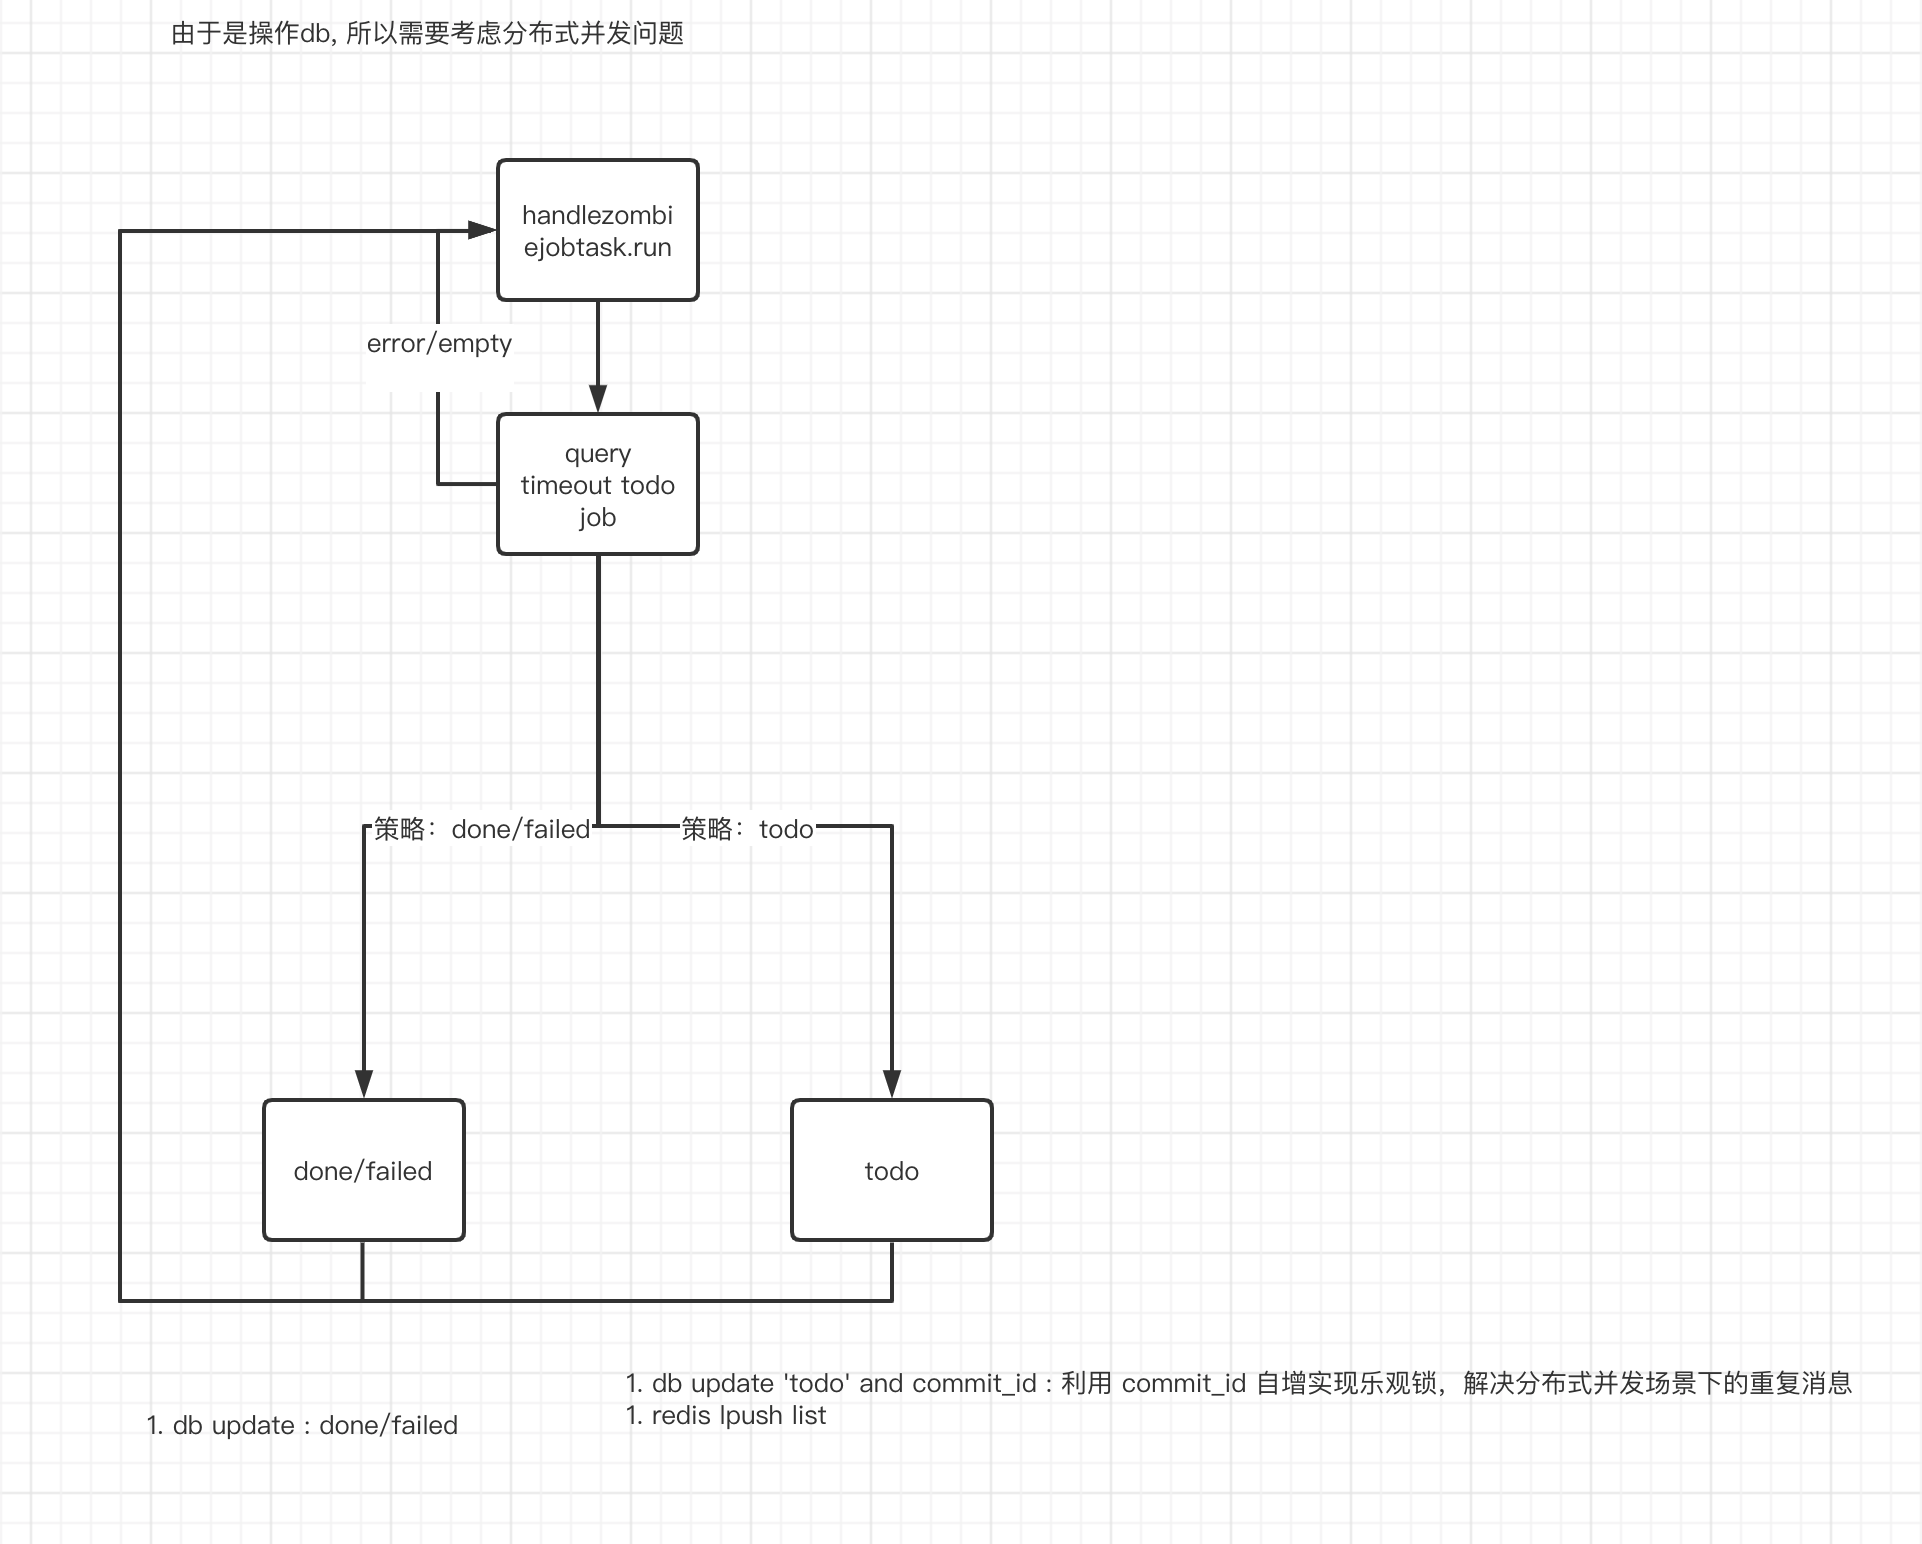 由于是操作db, 所以需要考虑分布式并发问题
handlezombi
ejobtask.run
error/empty
query
timeout todo
job
策略：done/failed
策略：todo
done/failed
todo
1. db update 'todo' and commit_id : 利用 commit_id 自增实现乐观锁，解决分布式并发场景下的重复消息
1. redis lpush list
1. db update : done/failed